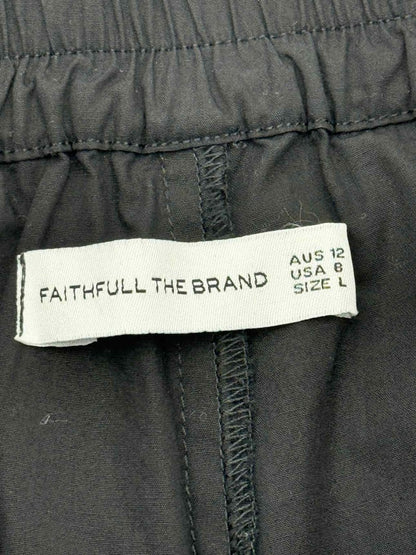 FAITHFULL THE BRAND
AUS 12
USA 8
SIZE L